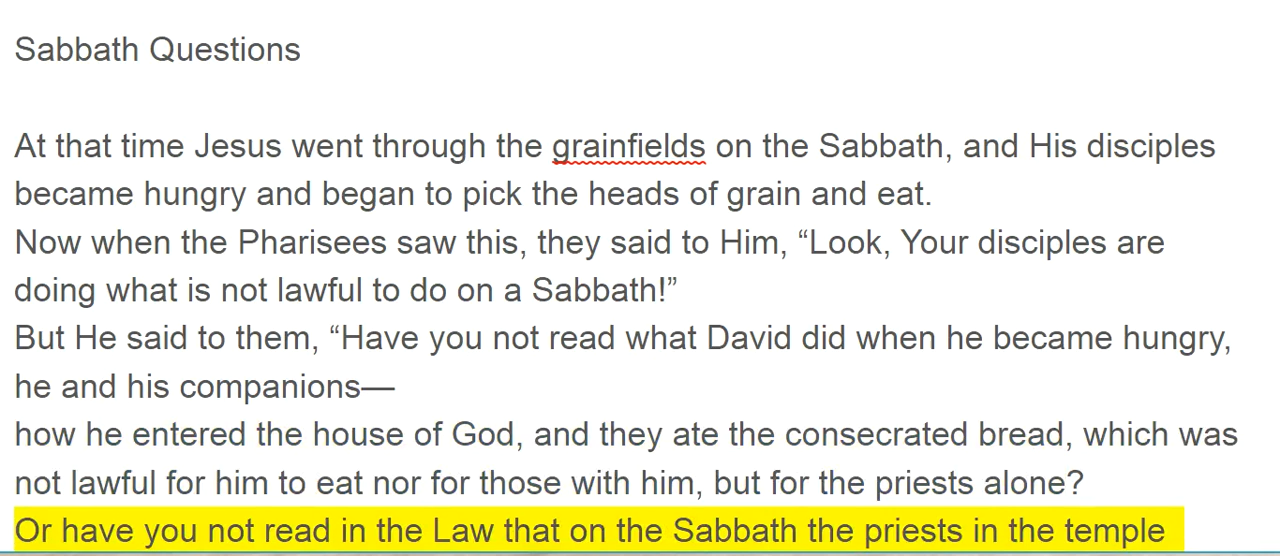 Sabbath Questions
At that time Jesus went through the grainfields on the Sabbath, and His disciples
became hungry and began to pick the heads of grain and eat.
Now when the Pharisees saw this, they said to Him, “Look, Your disciples are
doing what is not lawful to do on a Sabbath!”
But He said to them, “Have you not read what David did when he became hungry,
he and his companions—
how he entered the house of God, and they ate the consecrated bread, which was
not lawful for him to eat nor for those with him, but for the priests alone?
Or have you not read in the Law that on the Sabbath the priests in the temple